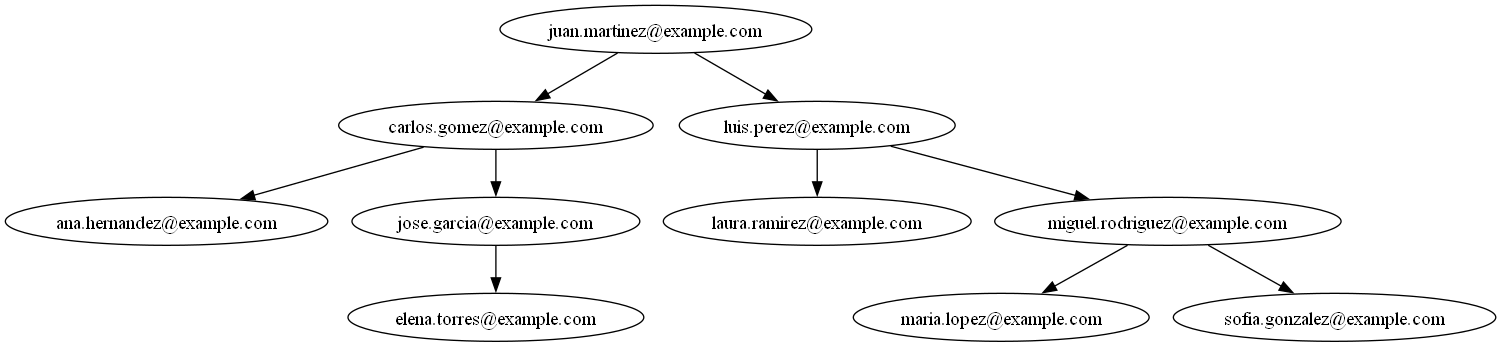 juan.martinez@example.com
carlos.gomez@example.com
luis.perez@example.com
ana.hernandez@example.com
jose.garcia@example.com
laura.ramirez@example.com
miguel.rodriguez@example.com
elena.torres@example.com
maria.lopez@example.com
sofia.gonzalez@example.com